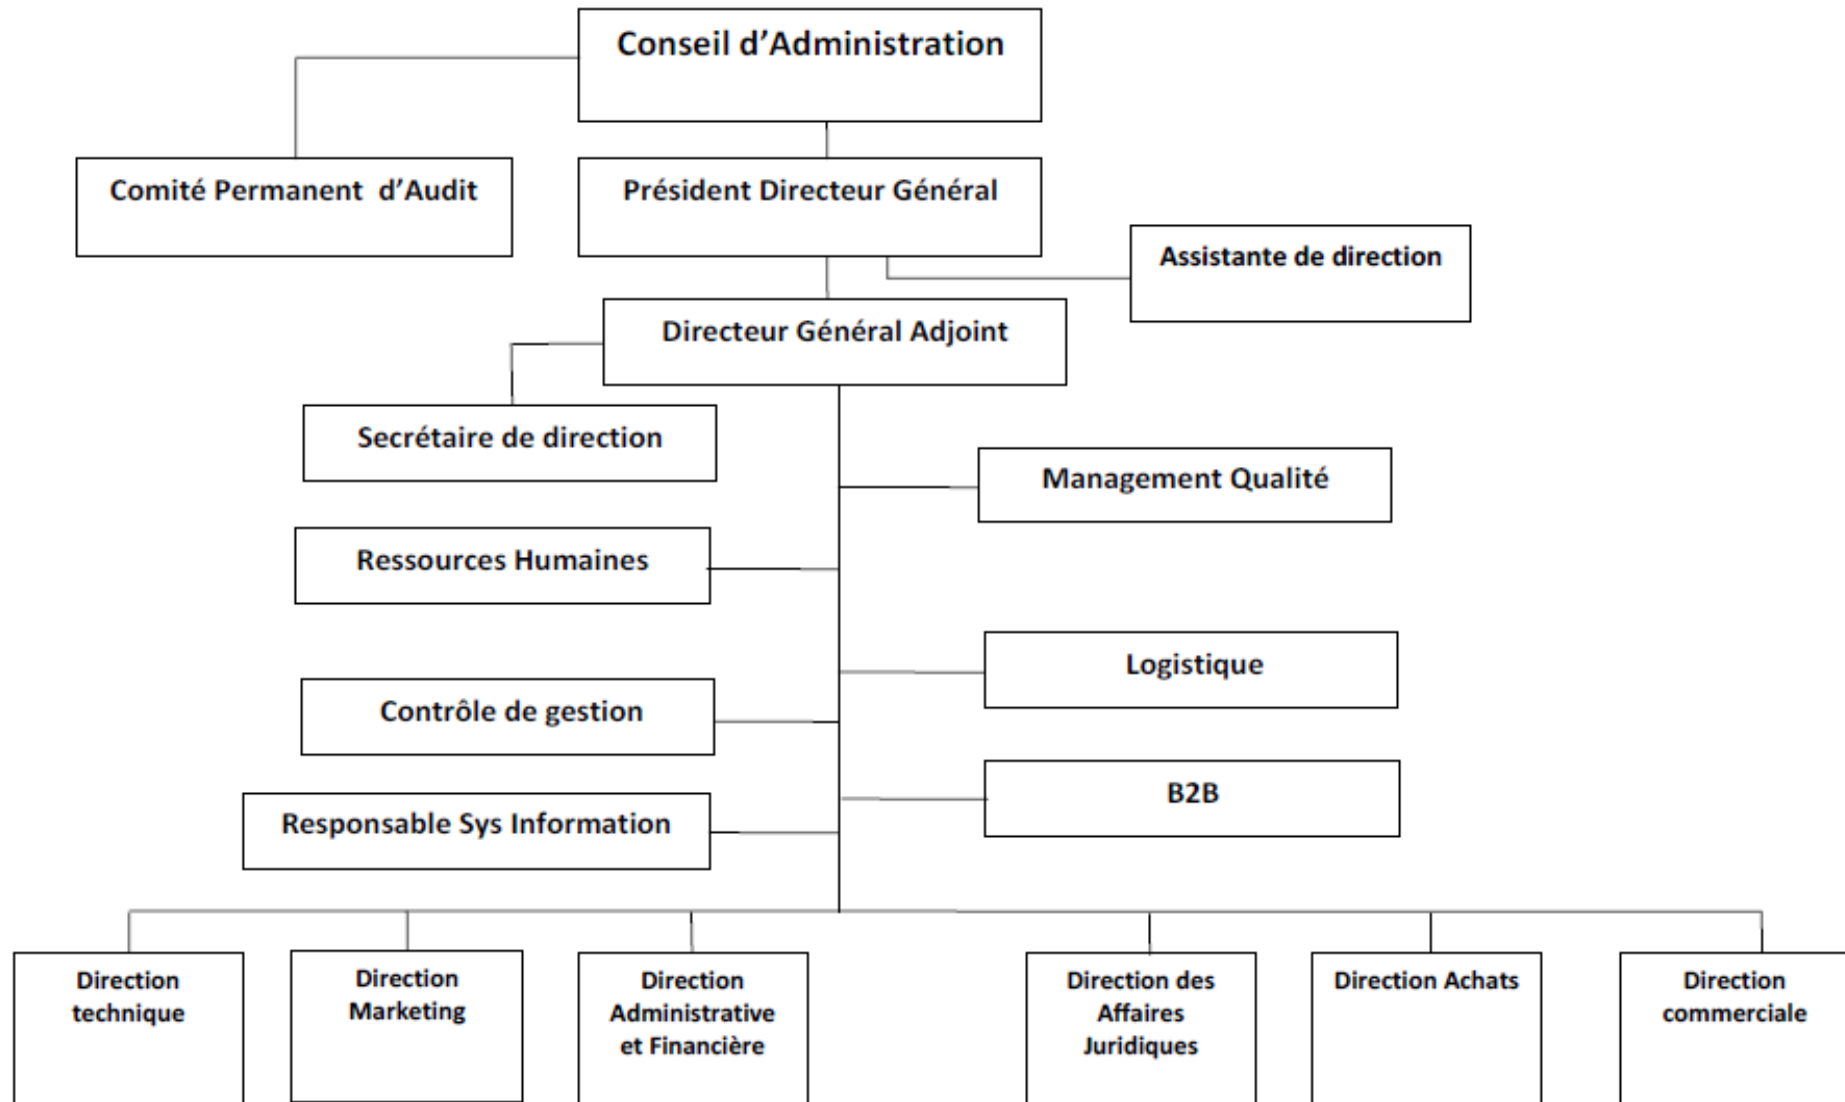 Conseil d’Administration
Comité Permanent d’Audit
Président Directeur Général
Assistante de direction
Directeur Général Adjoint
Secrétaire de direction
Management Qualité
Ressources Humaines
Logistique
Contrôle de gestion
B2B
Responsable Sys Information
Direction
technique
Direction
Marketing
Direction
Administrative
et Financière
Direction des
Affaires
Juridiques
Direction Achats
Direction
commerciale